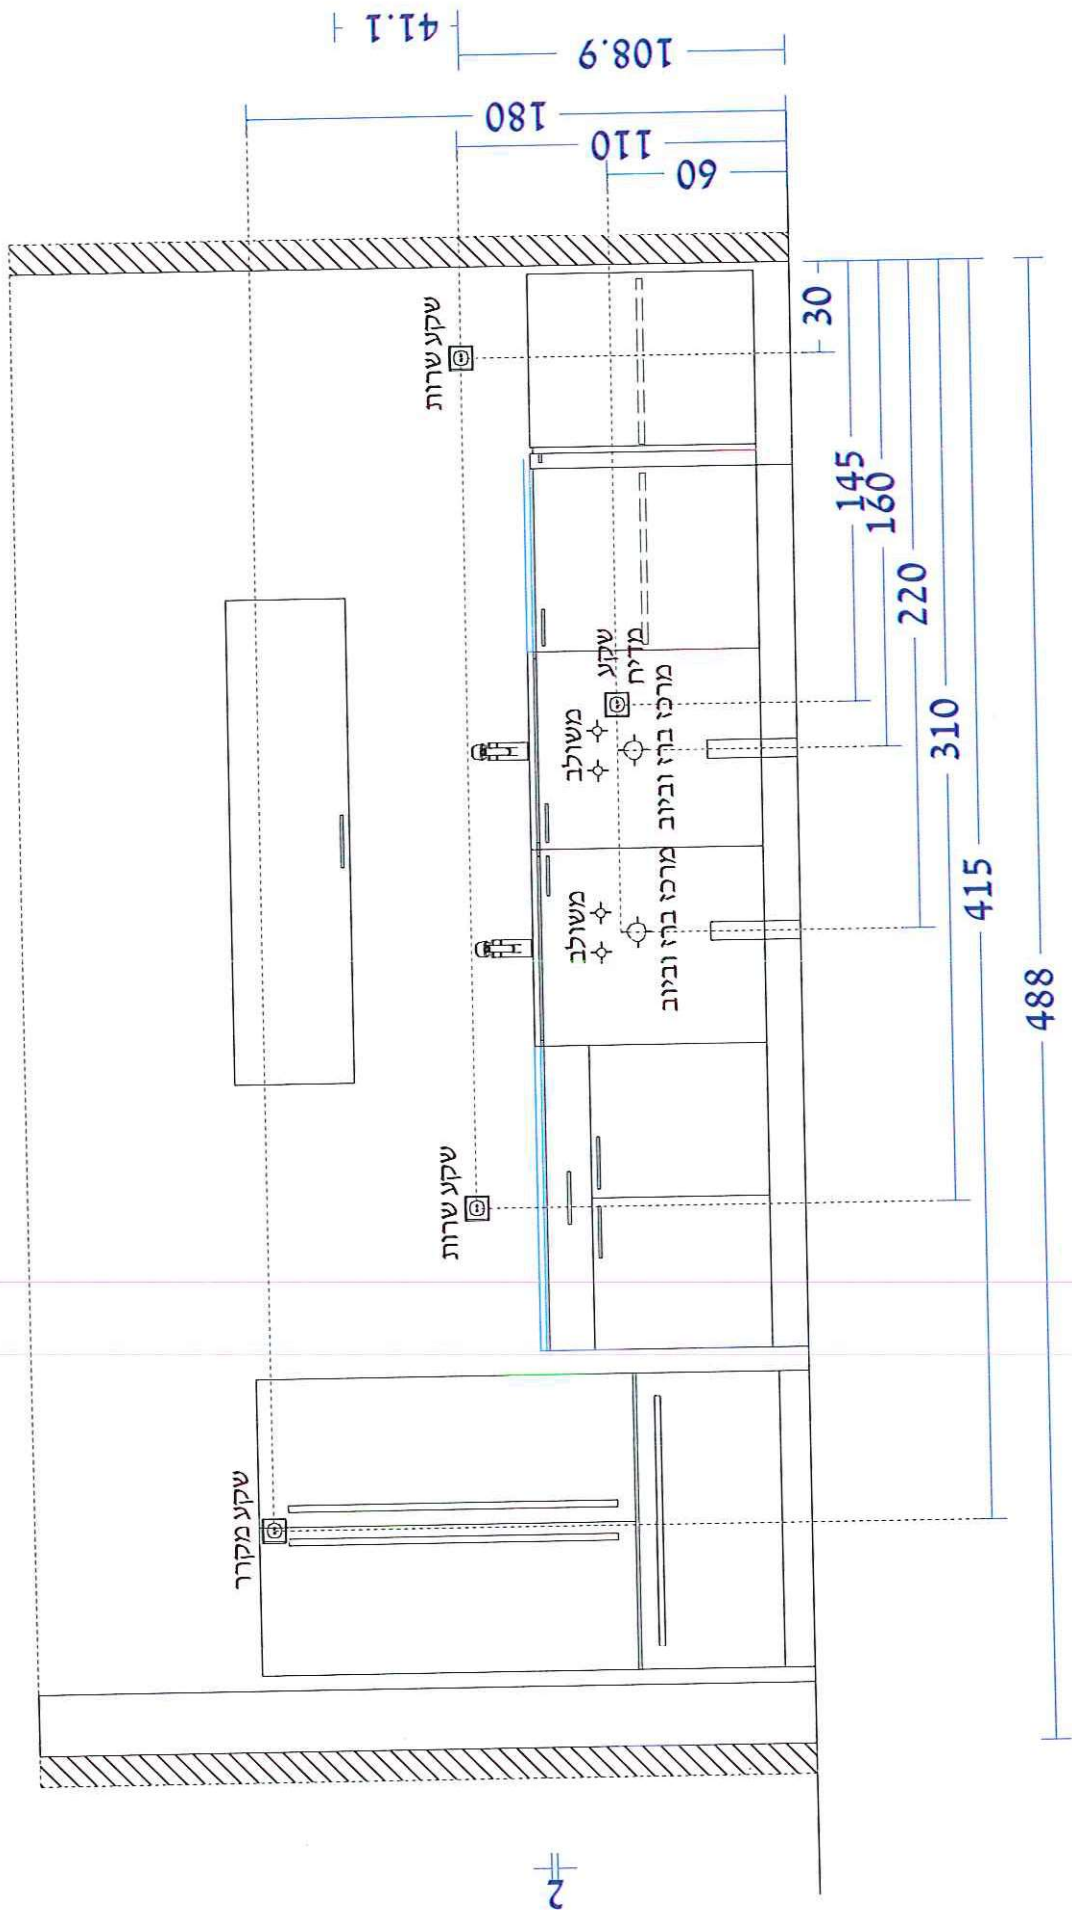 41.1
108.9
180
110
60
שקע שרות
30
145
160
220
310
415
488
שקע
מדיח
משולב
מרכז ברז וביוב
משולב
מרכז ברז וביוב
שקע שרות
שקע מקרר
2